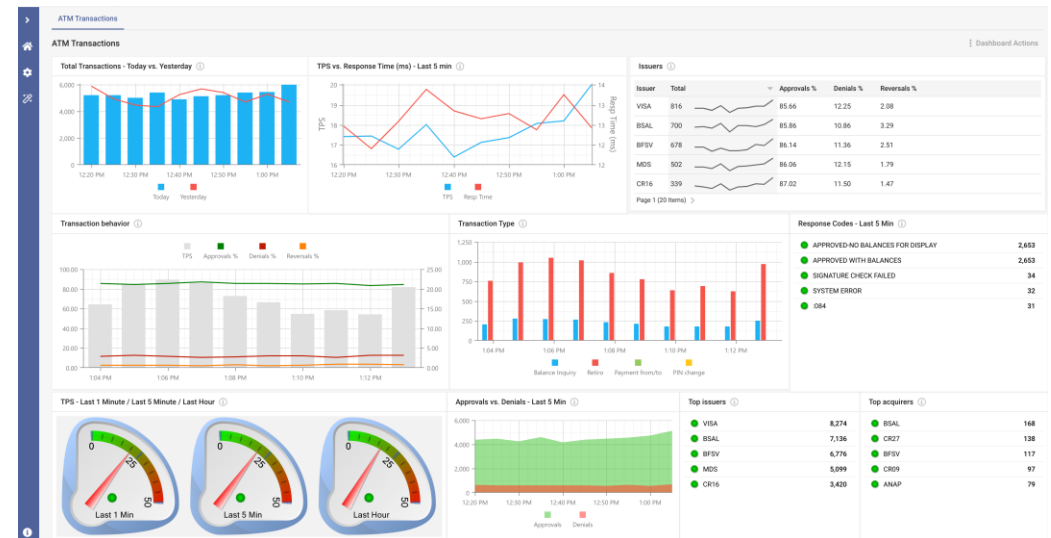 ATM Transactions
ATM Transactions
Dashboard Actions
Total Transactions - Today vs. Yesterday
6,000
4,000
2,000
0
12:20 PM 12:30 PM 12:40 PM 12:50 PM 1:00 PM
Today Yesterday
TPS vs. Response Time (ms) - Last 5 min
TPS
20
19
18
17
16
14
13
13
12
12
Resp Time (ms)
12:20 PM 12:30 PM 12:40 PM 12:50 PM 1:00 PM
TPS Resp Time
Issuers
Issuer Total Approvals % Denials % Reversals %
VISA 816 85.66 12.25 2.08
BSAL 700 85.86 10.86 3.29
BFSV 678 86.14 11.36 2.51
MDS 502 86.06 12.15 1.79
CR16 339 87.02 11.50 1.47
Page 1 (20 Items)
Transaction behavior
TPS Approvals % Denials % Reversals %
100.00
80.00
60.00
40.00
20.00
0.00
25.00
20.00
15.00
10.00
5.00
0.00
1:04 PM 1:06 PM 1:08 PM 1:10 PM 1:12 PM
Transaction Type
1,250
1,000
750
500
250
0
1:04 PM 1:06 PM 1:08 PM 1:10 PM 1:12 PM
Balance Inquiry Retiro Payment from/to PIN change
Response Codes - Last 5 Min
APPROVED-NO BALANCES FOR DISPLAY 2,653
APPROVED WITH BALANCES 2,653
SIGNATURE CHECK FAILED 34
SYSTEM ERROR 32
:084 31
TPS - Last 1 Minute / Last 5 Minute / Last Hour
0 25 50
Last 1 Min
0 25 50
Last 5 Min
0 25 50
Last Hour
Approvals vs. Denials - Last 5 Min
6,000
4,000
2,000
0
12:20 PM 12:30 PM 12:40 PM 12:50 PM 1:00 PM
Approvals Denials
Top issuers
VISA 8,274
BSAL 7,136
BFSV 6,776
MDS 5,099
CR16 3,420
Top acquirers
BSAL 168
CR27 138
BFSV 117
CR09 97
ANAP 79